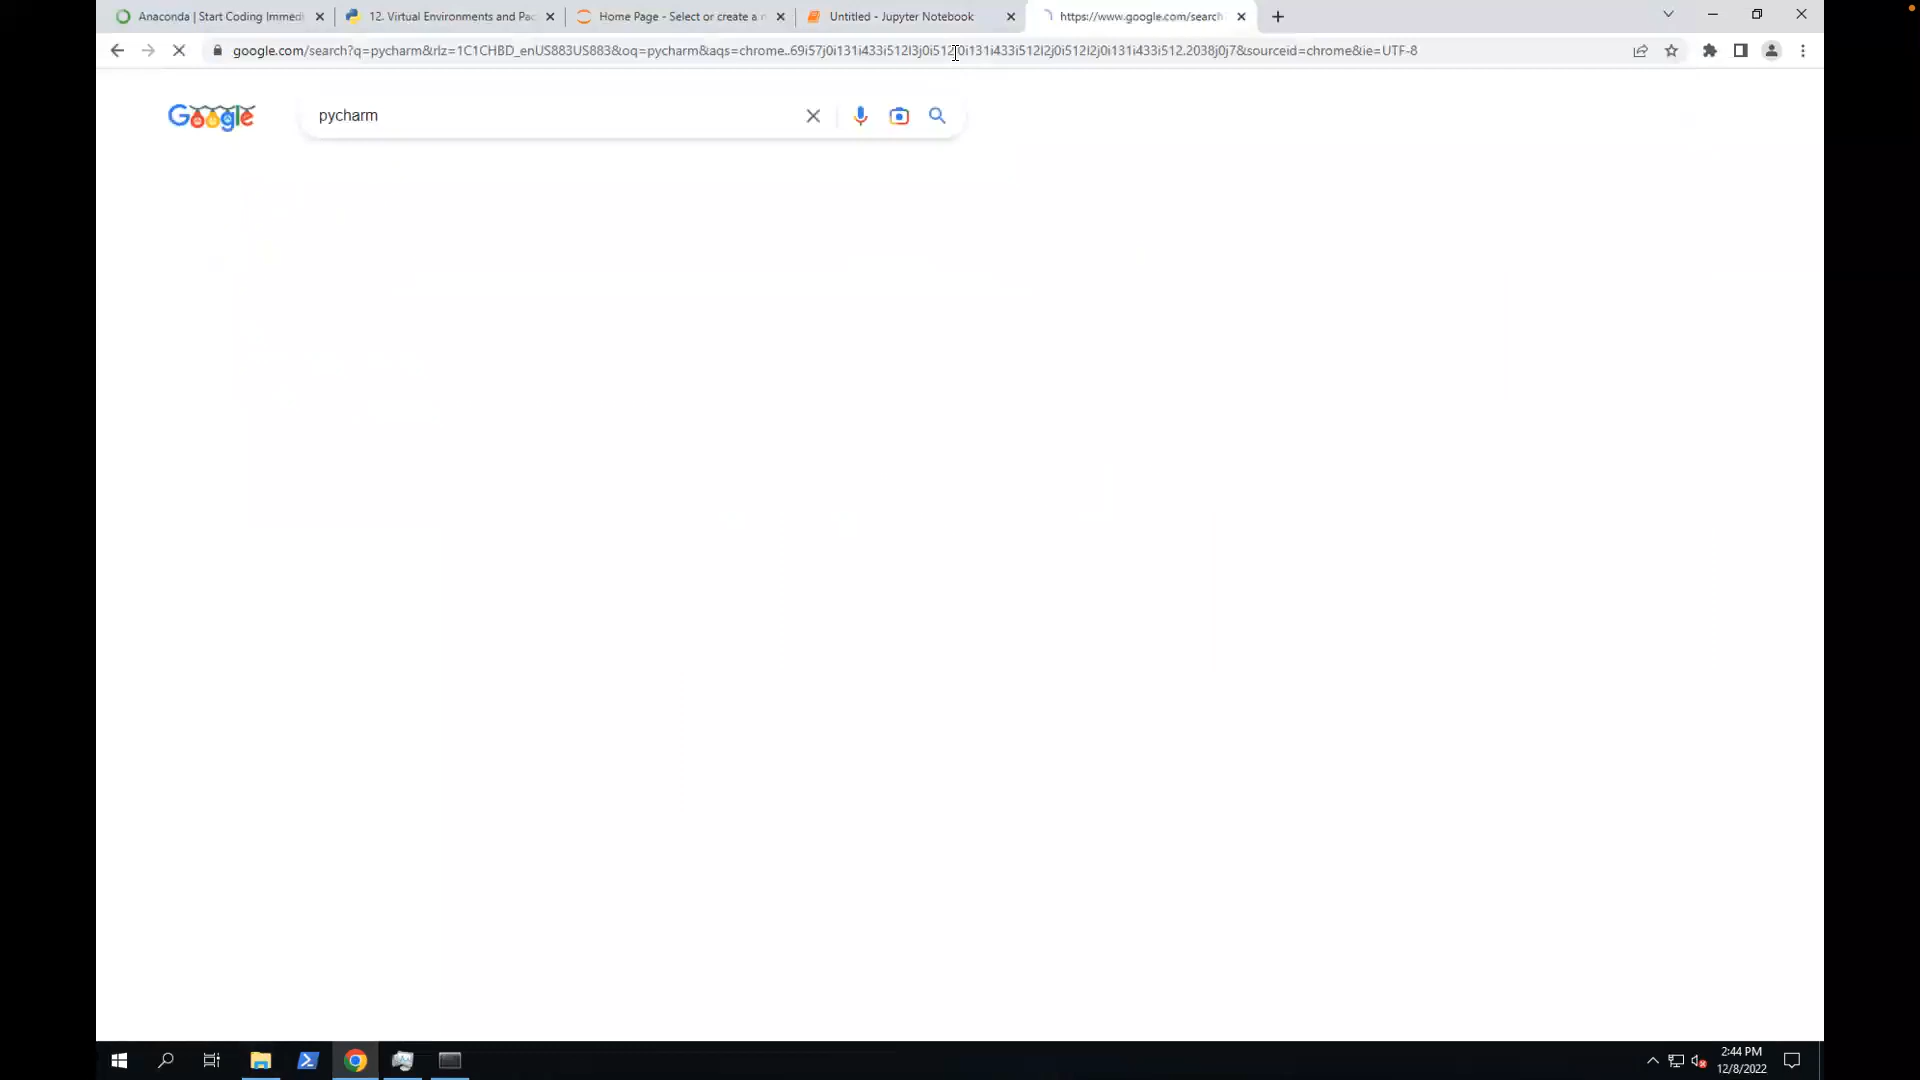 Anaconda | Start Coding Immedi
12. Virtual Environments and Pac
Home Page - Select or create a n
Untitled - Jupyter Notebook
https://www.google.com/search
google.com/search?q=pycharm&rlz=1C1CHBD_enUS883US883&oq=pycharm&aqs=chrome..69i57j0i131i433i512l3j0i512j0i131i433i512l2j0i512l2j0i131i433i512.2038j0j7&sourceid=chrome&ie=UTF-8
Google
pycharm
2:44 PM
12/8/2022